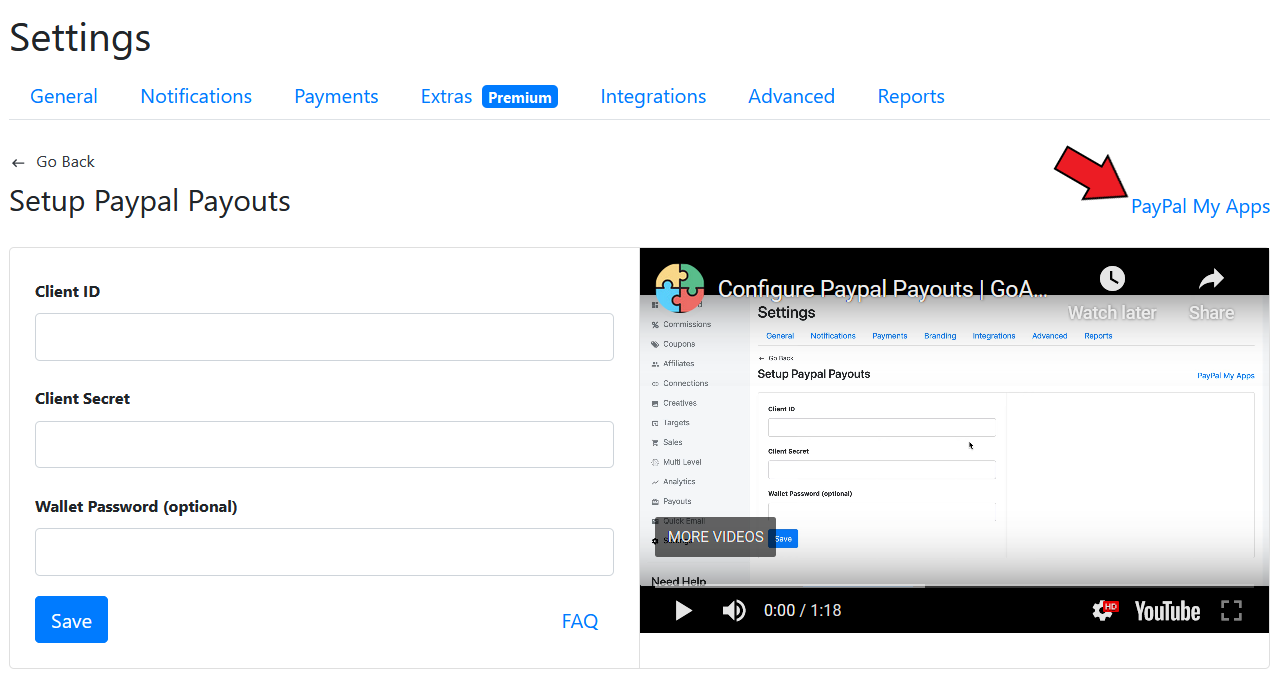 Settings
General Notifications Payments Extras Premium Integrations Advanced Reports
← Go Back
Setup Paypal Payouts
PayPal My Apps
Client ID
Client Secret
Wallet Password (optional)
Save FAQ
Configure Paypal Payouts | GoA...
Watch later Share
Settings
Commissions
General Notifications Payments Branding Integrations Advanced Reports
Coupons
← Go Back
Affiliates
Setup Paypal Payouts
PayPal My Apps
Connections
Creatives
Client ID
Targets
Sales
Client Secret
Multi Level
Analytics
Wallet Password (optional)
Payouts
Quick Email
MORE VIDEOS
Save
Need Help
0:00 / 1:18
HD
YouTube